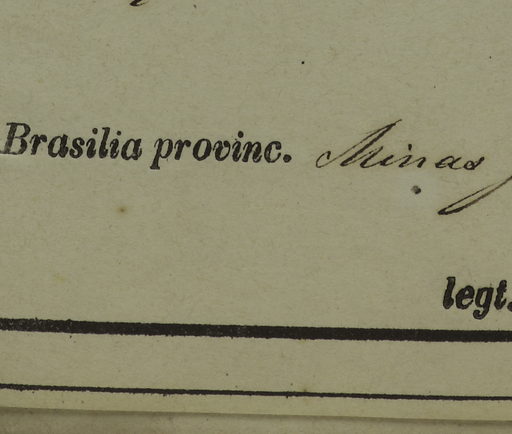 Brasilia provinc. Minas
legt.